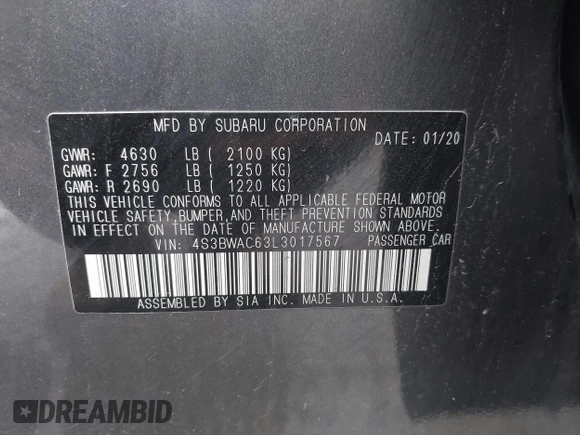 MFD BY SUBARU CORPORATION
DATE: 01/20
GVWR: 4630 LB ( 2100 KG)
GAWR: F 2756 LB ( 1250 KG)
GAWR: R 2690 LB ( 1220 KG)
THIS VEHICLE CONFORMS TO ALL APPLICABLE FEDERAL MOTOR
VEHICLE SAFETY,BUMPER,AND THEFT PREVENTION STANDARDS
IN EFFECT ON THE DATE OF MANUFACTURE SHOWN ABOVE.
VIN: 4S3BWAC63L3017567 PASSENGER CAR
ASSEMBLED BY SIA INC. MADE IN U.S.A.
DREAMBID